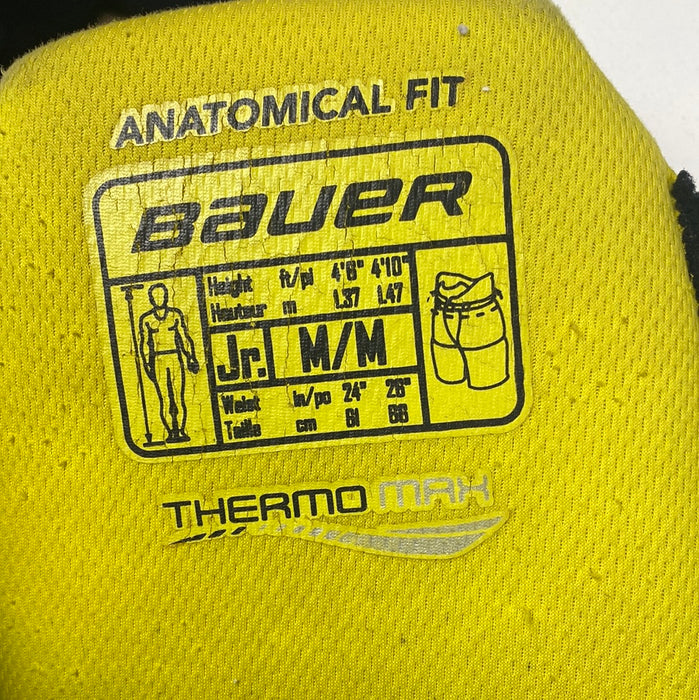 ANATOMICAL FIT
BAUER
Height ft/pi 4'6" 4'10"
Hauteur m 1.37 1.47
Jr. M/M
Waist in/po 24" 26"
Taille cm 61 66
THERMO MAX